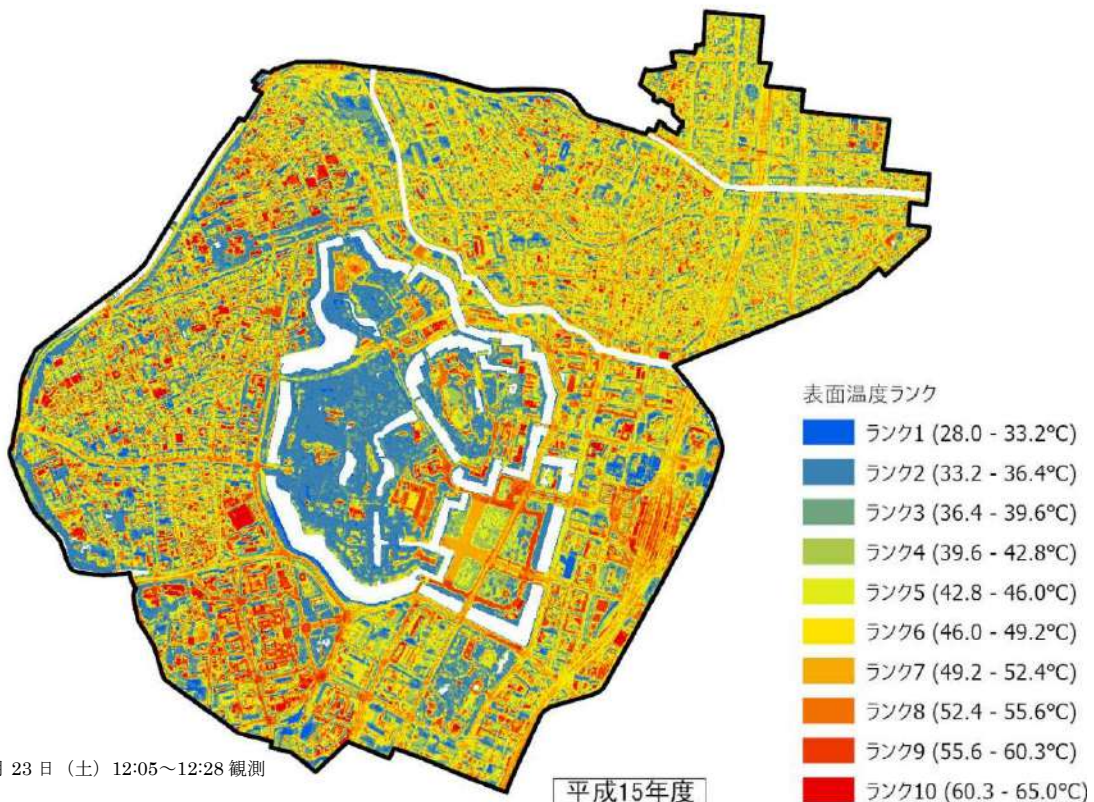 表面温度ランク
ランク1 (28.0 - 33.2°C)
ランク2 (33.2 - 36.4°C)
ランク3 (36.4 - 39.6°C)
ランク4 (39.6 - 42.8°C)
ランク5 (42.8 - 46.0°C)
ランク6 (46.0 - 49.2°C)
ランク7 (49.2 - 52.4°C)
ランク8 (52.4 - 55.6°C)
ランク9 (55.6 - 60.3°C)
ランク10 (60.3 - 65.0°C)
月 23 日（土）12:05～12:28 観測
平成15年度